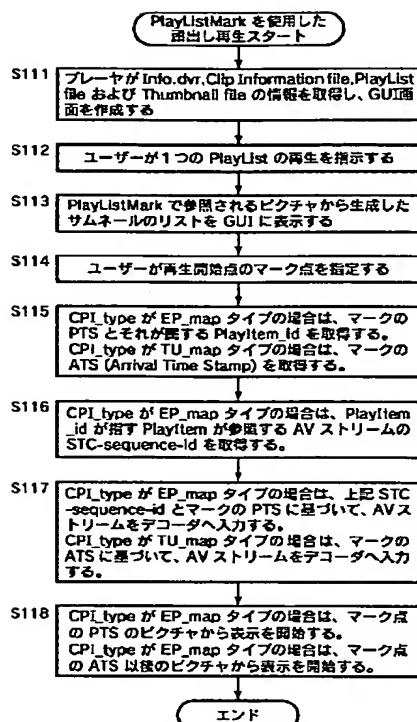 PlayListMark を使用した
頭出し再生スタート
S111
プレーヤが Info.dvr,Clip Information file,PlayList
file および Thumbnail file の情報を取得し、GUI画
面を作成する
S112
ユーザーが1つの PlayList の再生を指示する
S113
PlayListMark で参照されるピクチャから生成した
サムネールのリストを GUI に表示する
S114
ユーザーが再生開始点のマーク点を指定する
S115
CPI_type が EP_map タイプの場合は、マークの
PTS とそれが属する PlayItem_id を取得する。
CPI_type が TU_map タイプの場合は、マークの
ATS (Arrival Time Stamp) を取得する。
S116
CPI_type が EP_map タイプの場合は、PlayItem
_id が指す PlayItem が参照する AV ストリームの
STC-sequence-id を取得する。
S117
CPI_type が EP_map タイプの場合は、上記 STC
-sequence-id とマークの PTS に基づいて、AV ス
トリームをデコーダへ入力する。
CPI_type が TU_map タイプの場合は、マークの
ATS に基づいて、AV ストリームをデコーダへ入力
する。
S118
CPI_type が EP_map タイプの場合は、マーク点
の PTS のピクチャから表示を開始する。
CPI_type が EP_map タイプの場合は、マーク点
の ATS 以後のピクチャから表示を開始する。
エンド